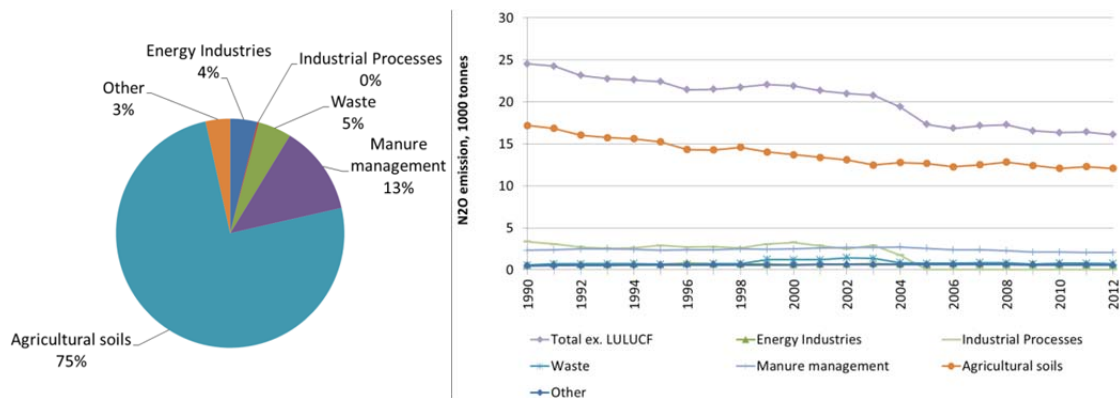 Energy Industries
4%
Industrial Processes
0%
Other
3%
Waste
5%
Manure
management
13%
Agricultural soils
75%
N2O emission, 1000 tonnes
30
25
20
15
10
5
0
1990
1992
1994
1996
1998
2000
2002
2004
2006
2008
2010
2012
Total ex. LULUCF
Energy Industries
Industrial Processes
Waste
Manure management
Agricultural soils
Other